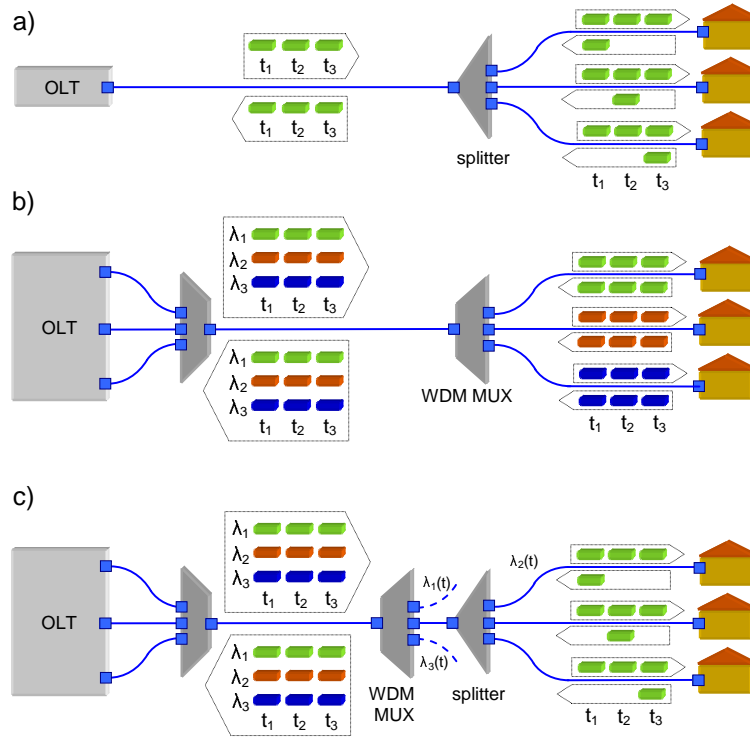 a)
OLT
t1 t2 t3
t1 t2 t3
splitter
t1 t2 t3
b)
OLT
λ1
λ2
λ3
t1 t2 t3
λ1
λ2
λ3
t1 t2 t3
WDM MUX
t1 t2 t3
c)
OLT
λ1
λ2
λ3
t1 t2 t3
λ1
λ2
λ3
t1 t2 t3
λ1(t)
λ3(t)
WDM
MUX
splitter
λ2(t)
t1 t2 t3